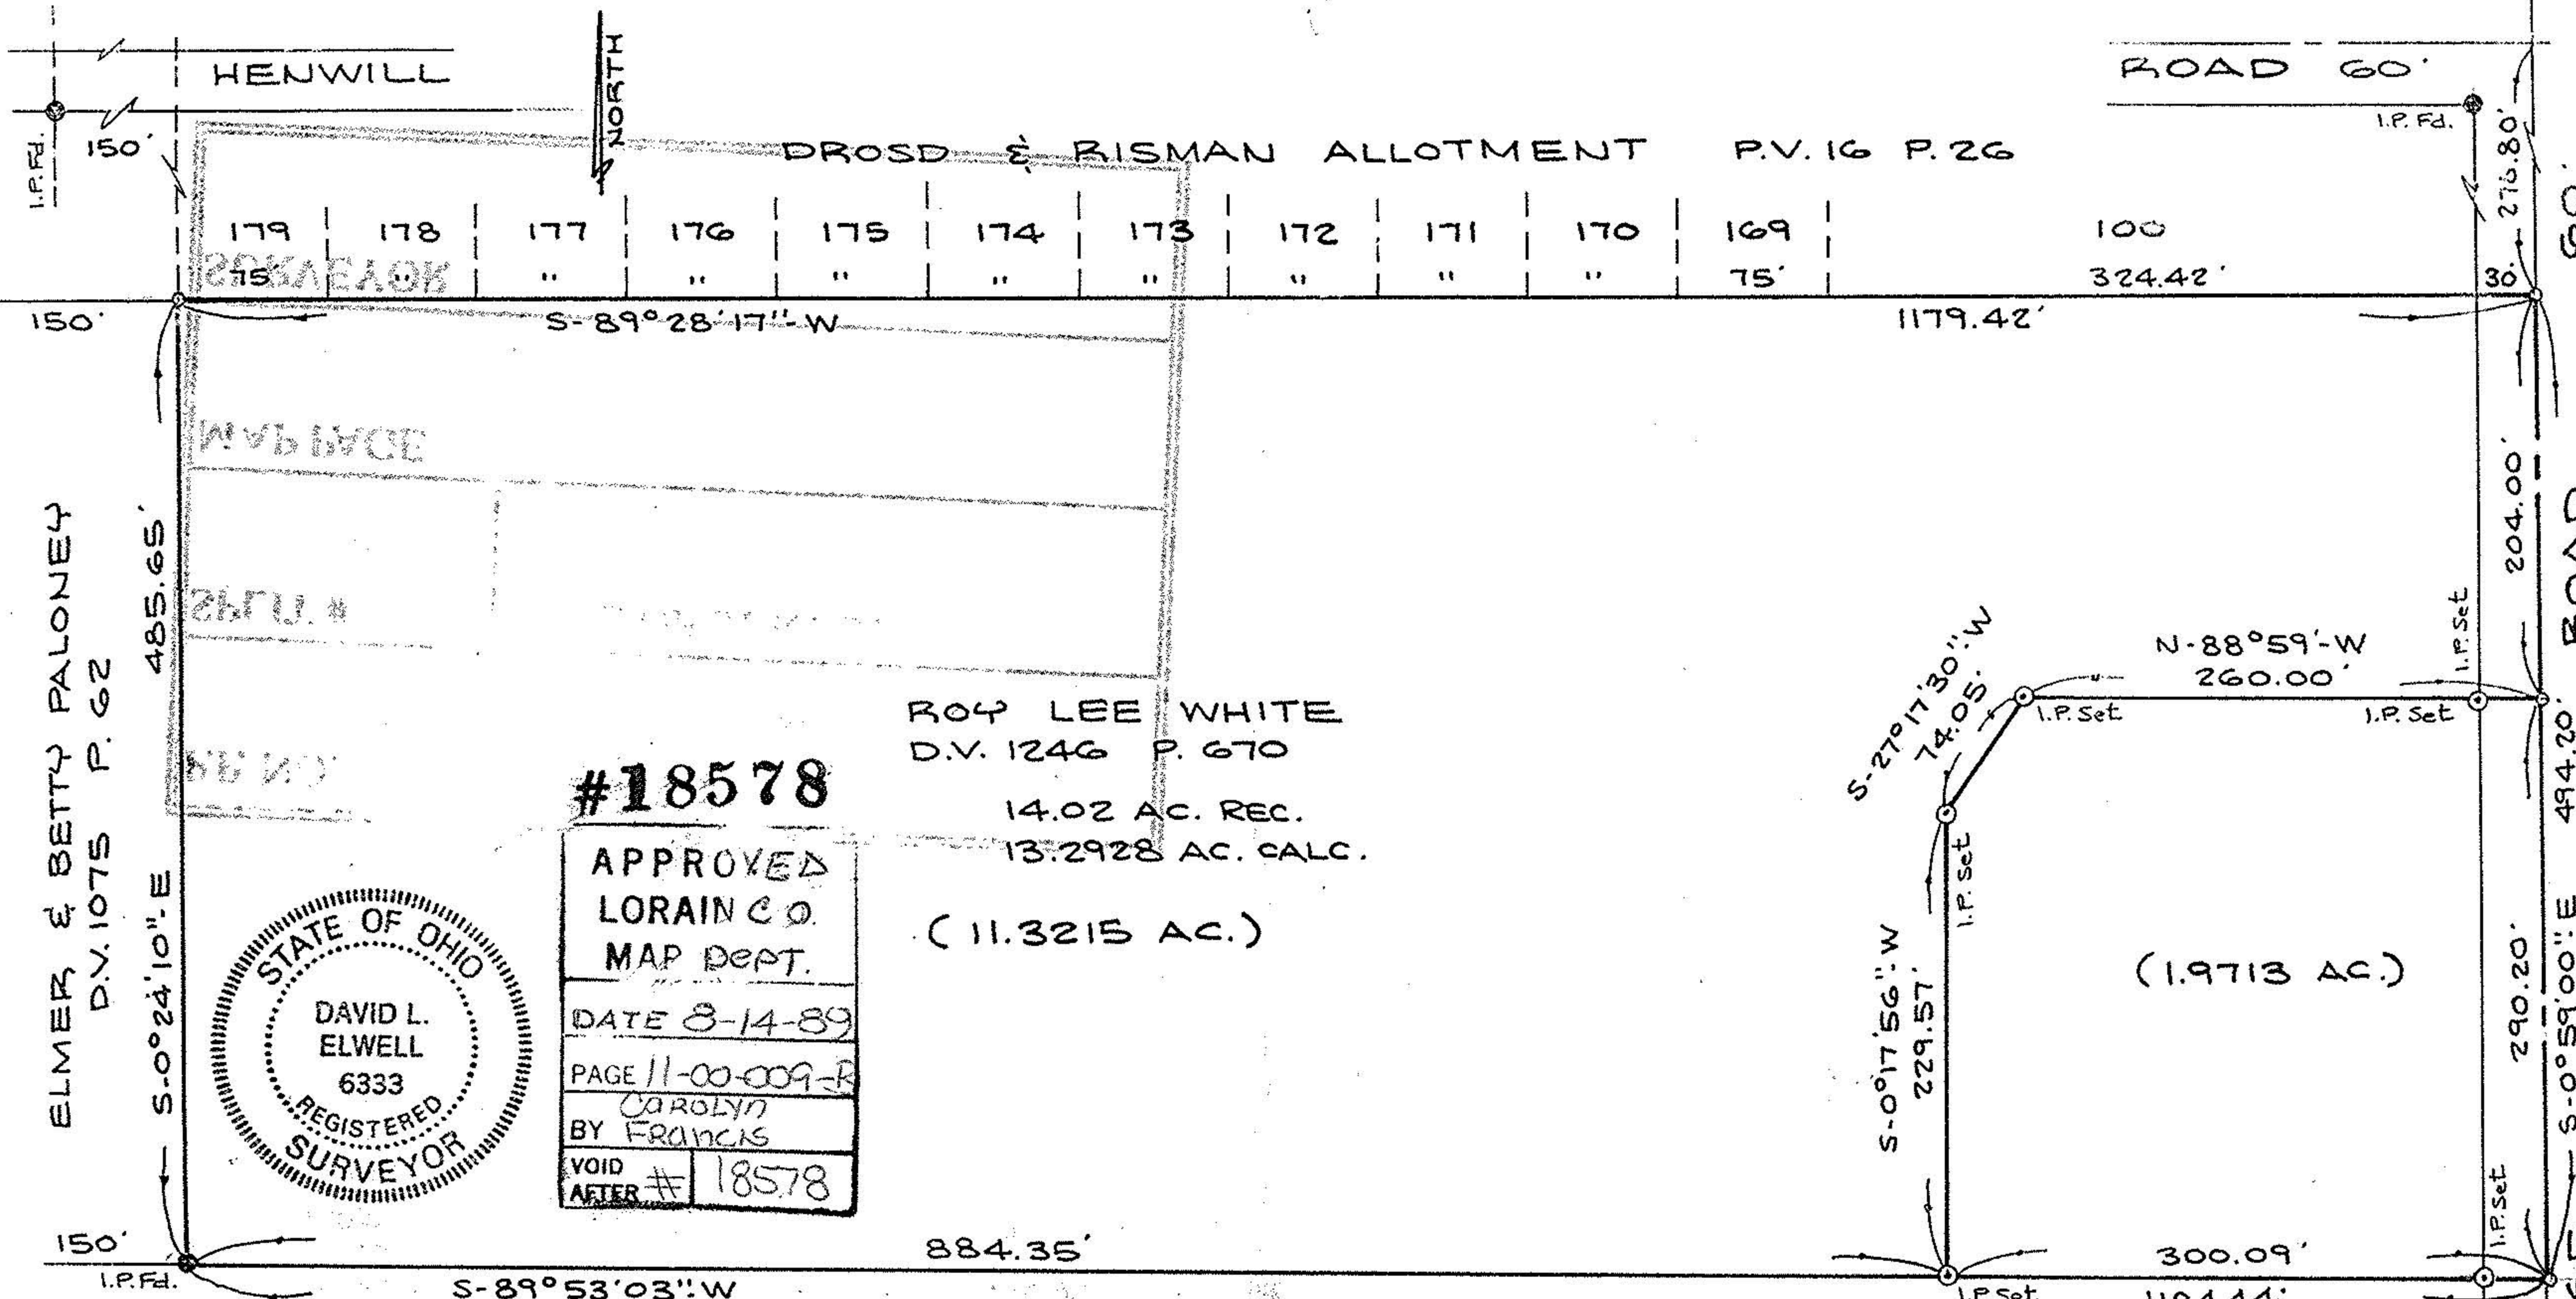 HENWILL
NORTH
ROAD 60'
I.P. Fd.
150'
I.P. Fd.
276.80'
60'
DROSD & RISMAN ALLOTMENT P.V. 16 P. 26
179 178 177 176 175 174 173 172 171 170 169 100
75' " " " " " " " " " 75' 324.42' 30'
SURVEYOR
150' S-89°28'17"-W 1179.42'
MAP PAGE
SPLIT. #
ELMER & BETTY PALONEY
D.V. 1075 P. 62
S-0°24'10"-E 485.65'
204.00'
ROAD
I.P. Set
N-88°59'-W
260.00'
I.P. Set
I.P. Set
S-27°17'30"-W
74.05'
ROY LEE WHITE
D.V. 1246 P. 670
14.02 AC. REC.
13.2928 AC. CALC.
(11.3215 AC.)
#18578
APPROVED
LORAIN CO.
MAP DEPT.
DATE 8-14-89
PAGE 11-00-009-R
BY Carolyn
Francis
VOID
AFTER # 18578
STATE OF OHIO
DAVID L.
ELWELL
6333
REGISTERED
SURVEYOR
I.P. Set
S-0°17'56"-W
229.57'
(1.9713 AC.)
290.20'
S-0°59'00"-E 494.20'
I.P. Set
150' 884.35' 300.09'
I.P. Fd.
S-89°53'03"-W
I.P. Set